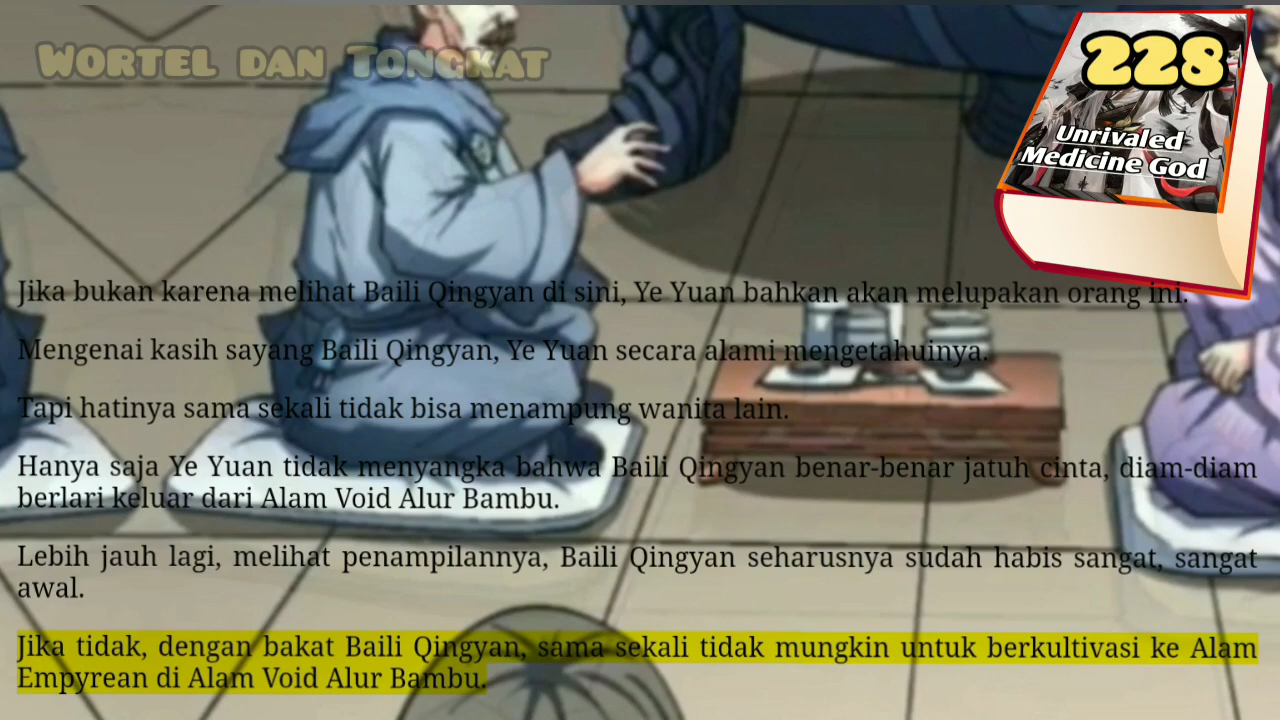 Wortel dan Tongkat
228
Unrivaled
Medicine God
Jika bukan karena melihat Baili Qingyan di sini, Ye Yuan bahkan akan melupakan orang ini.
Mengenai kasih sayang Baili Qingyan, Ye Yuan secara alami mengetahuinya.
Tapi hatinya sama sekali tidak bisa menampung wanita lain.
Hanya saja Ye Yuan tidak menyangka bahwa Baili Qingyan benar-benar jatuh cinta, diam-diam
berlari keluar dari Alam Void Alur Bambu.
Lebih jauh lagi, melihat penampilannya, Baili Qingyan seharusnya sudah habis sangat, sangat
awal.
Jika tidak, dengan bakat Baili Qingyan, sama sekali tidak mungkin untuk berkultivasi ke Alam
Empyrean di Alam Void Alur Bambu.